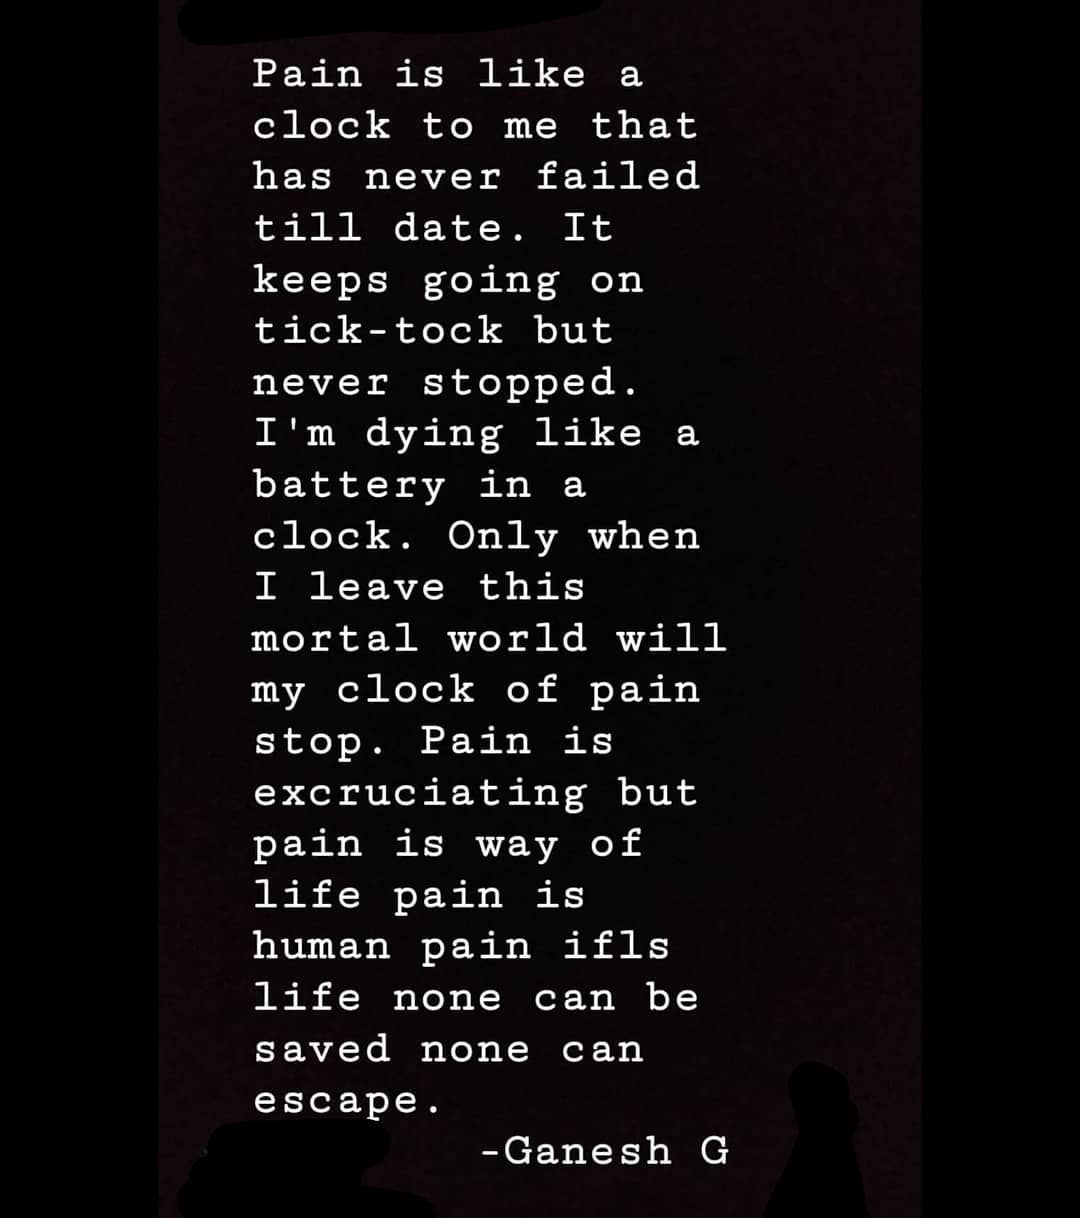 Pain is like a
clock to me that
has never failed
till date. It
keeps going on
tick-tock but
never stopped.
I'm dying like a
battery in a
clock. Only when
I leave this
mortal world will
my clock of pain
stop. Pain is
excruciating but
pain is way of
life pain is
human pain ifls
life none can be
saved none can
escape.
-Ganesh G